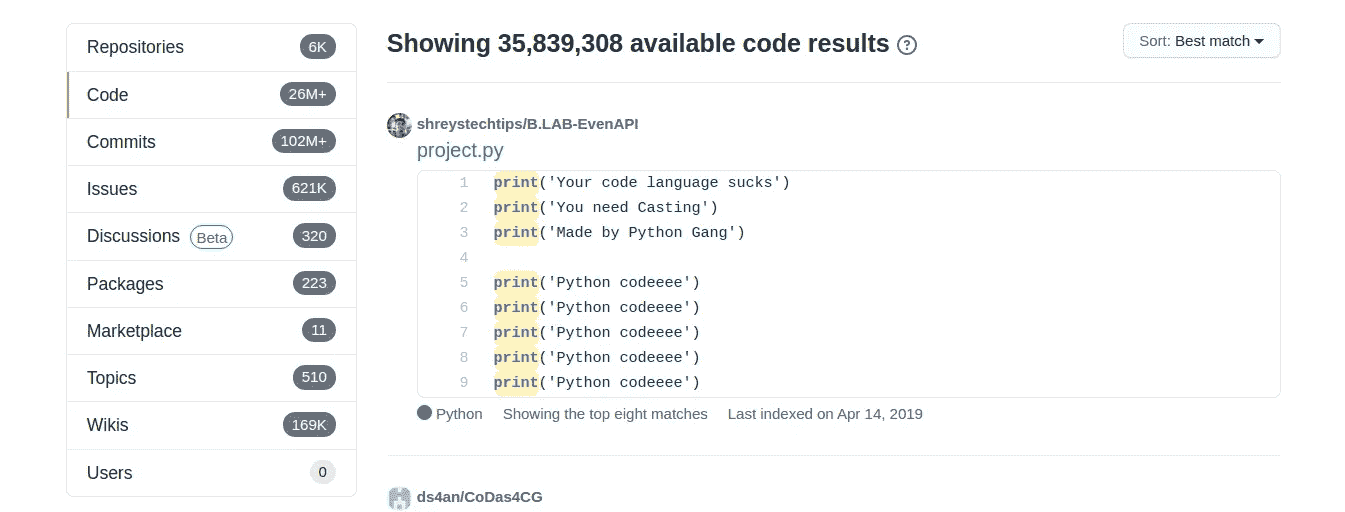 Repositories 6K
Code 26M+
Commits 102M+
Issues 621K
Discussions Beta 320
Packages 223
Marketplace 11
Topics 510
Wikis 169K
Users 0
Showing 35,839,308 available code results ?
Sort: Best match
shreystechtips/B.LAB-EvenAPI
project.py
1 print('Your code language sucks')
2 print('You need Casting')
3 print('Made by Python Gang')
4
5 print('Python codeeee')
6 print('Python codeeee')
7 print('Python codeeee')
8 print('Python codeeee')
9 print('Python codeeee')
Python Showing the top eight matches Last indexed on Apr 14, 2019
ds4an/CoDas4CG